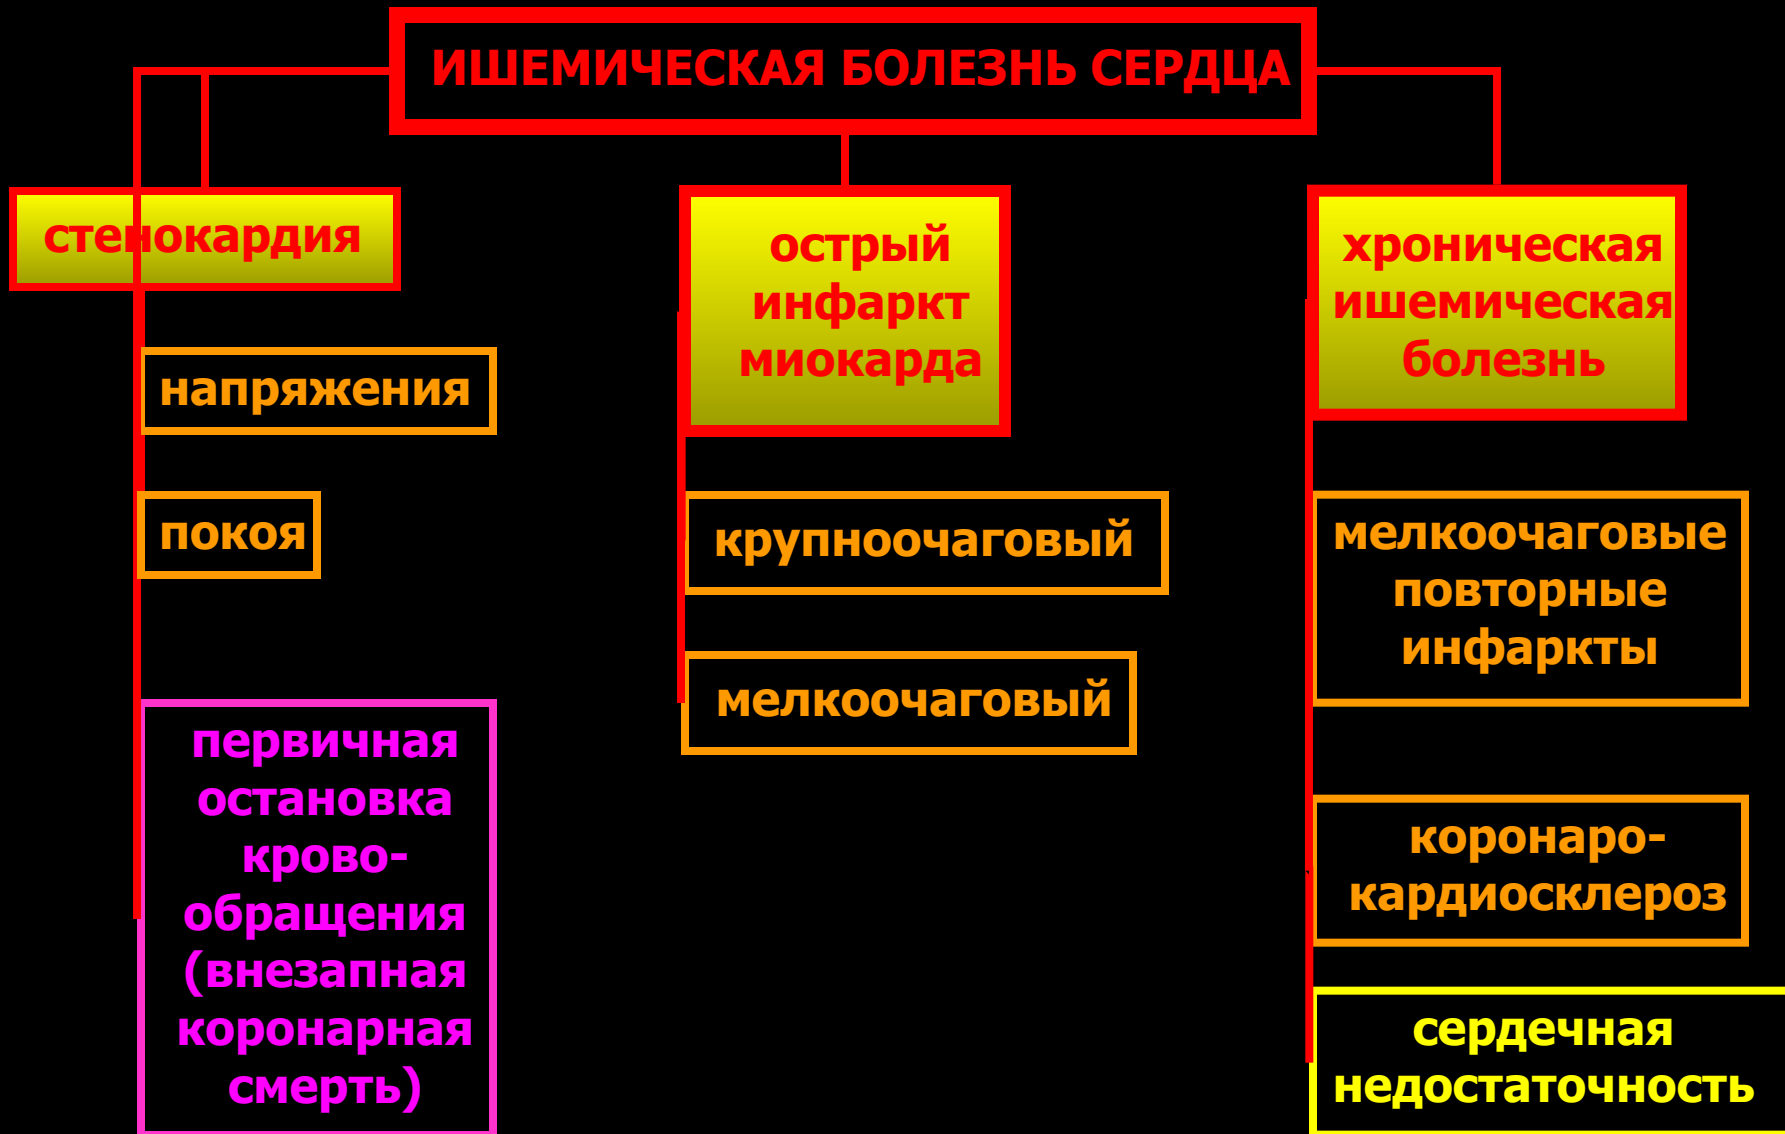 ИШЕМИЧЕСКАЯ БОЛЕЗНЬ СЕРДЦА
стенокардия
напряжения
покоя
первичная
остановка
крово-
обращения
(внезапная
коронарная
смерть)
острый
инфаркт
миокарда
крупноочаговый
мелкоочаговый
хроническая
ишемическая
болезнь
мелкоочаговые
повторные
инфаркты
коронаро-
кардиосклероз
сердечная
недостаточность